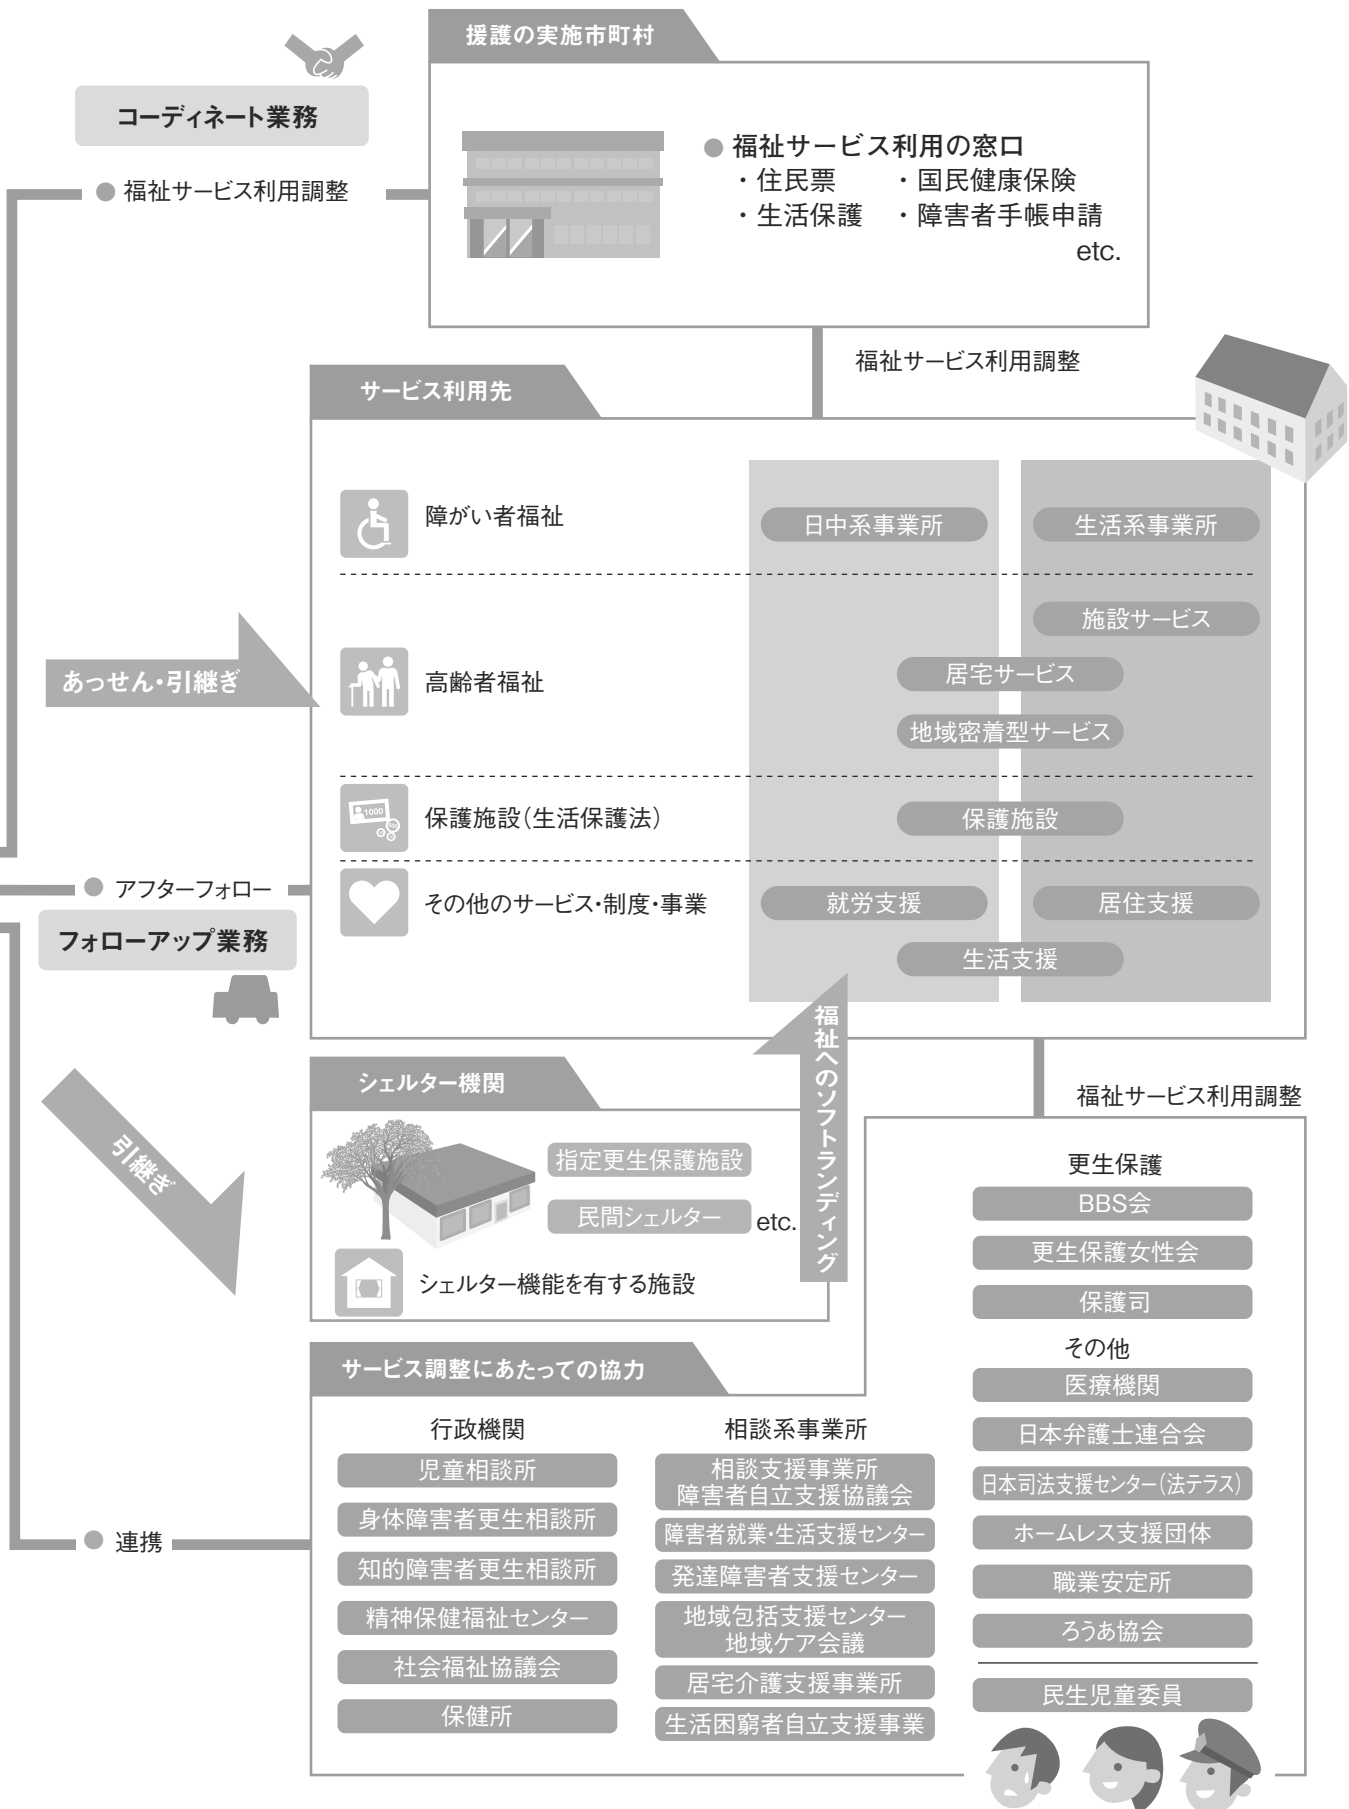 援護の実施市町村
コーディネート業務
● 福祉サービス利用調整
● 福祉サービス利用の窓口
・住民票 ・国民健康保険
・生活保護 ・障害者手帳申請
etc.
福祉サービス利用調整
サービス利用先
障がい者福祉
日中系事業所
生活系事業所
施設サービス
あっせん・引継ぎ
高齢者福祉
居宅サービス
地域密着型サービス
1000
保護施設（生活保護法）
保護施設
● アフターフォロー
フォローアップ業務
その他のサービス・制度・事業
就労支援
居住支援
生活支援
福祉へのソフトランディング
引継ぎ
シェルター機関
指定更生保護施設
民間シェルター
etc.
シェルター機能を有する施設
福祉サービス利用調整
サービス調整にあたっての協力
● 連携
行政機関
児童相談所
身体障害者更生相談所
知的障害者更生相談所
精神保健福祉センター
社会福祉協議会
保健所
相談系事業所
相談支援事業所
障害者自立支援協議会
障害者就業・生活支援センター
発達障害者支援センター
地域包括支援センター
地域ケア会議
居宅介護支援事業所
生活困窮者自立支援事業
更生保護
BBS会
更生保護女性会
保護司
その他
医療機関
日本弁護士連合会
日本司法支援センター（法テラス）
ホームレス支援団体
職業安定所
ろうあ協会
民生児童委員